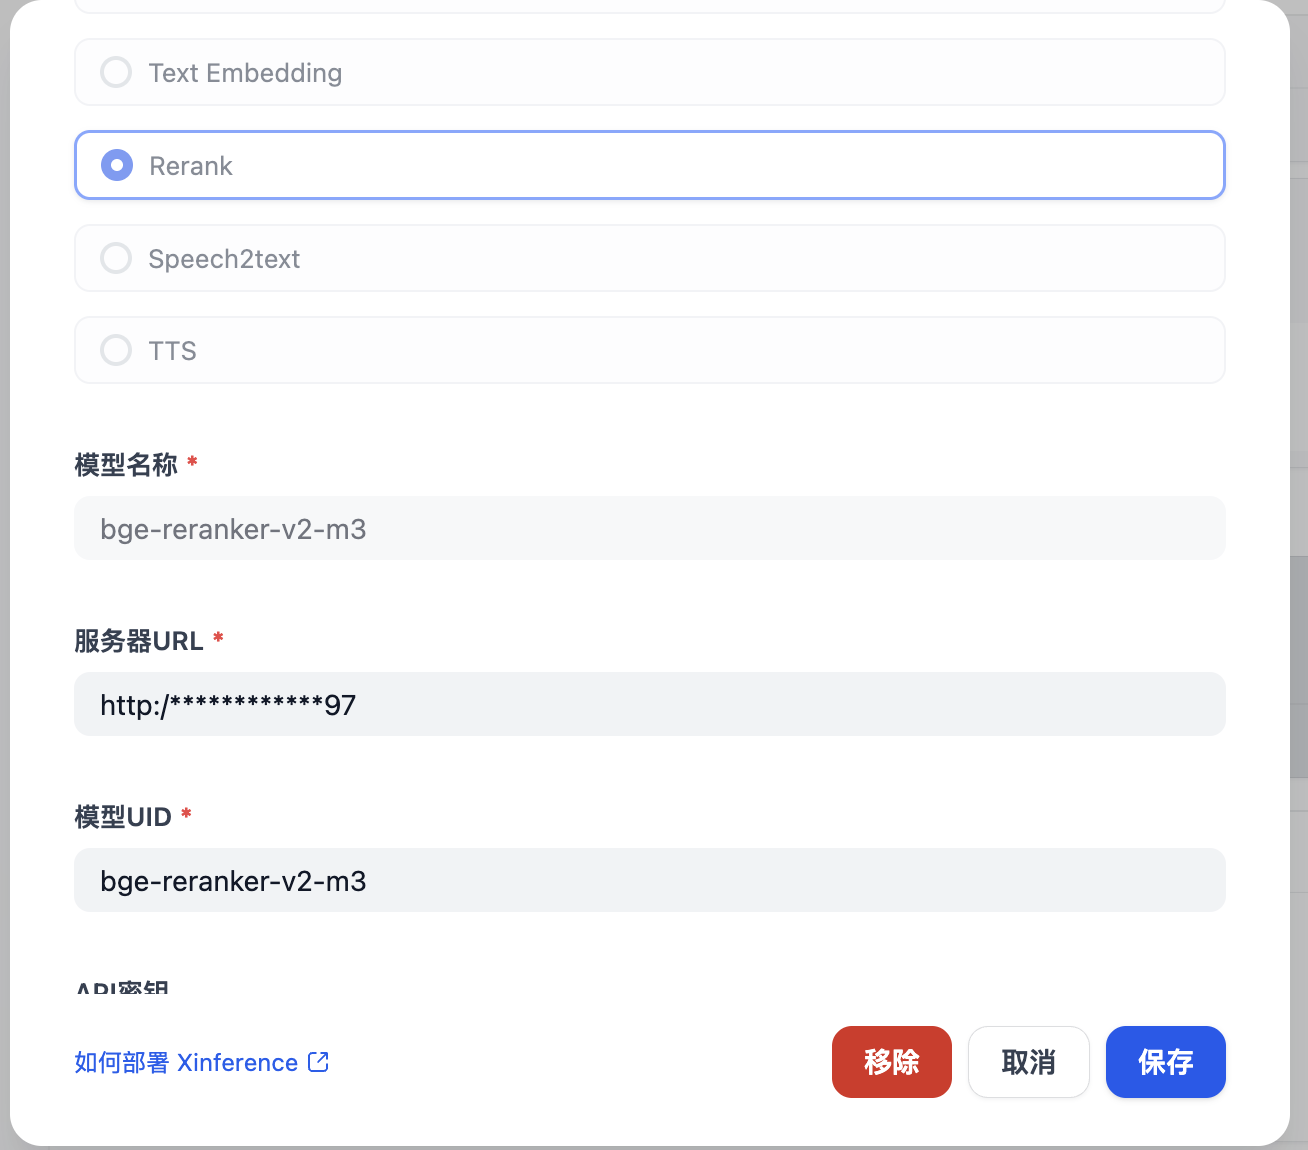 Text Embedding
Rerank
Speech2text
TTS
模型名称 *
bge-reranker-v2-m3
服务器URL *
http:/************97
模型UID *
bge-reranker-v2-m3
API密钥
如何部署 Xinference
移除
取消
保存